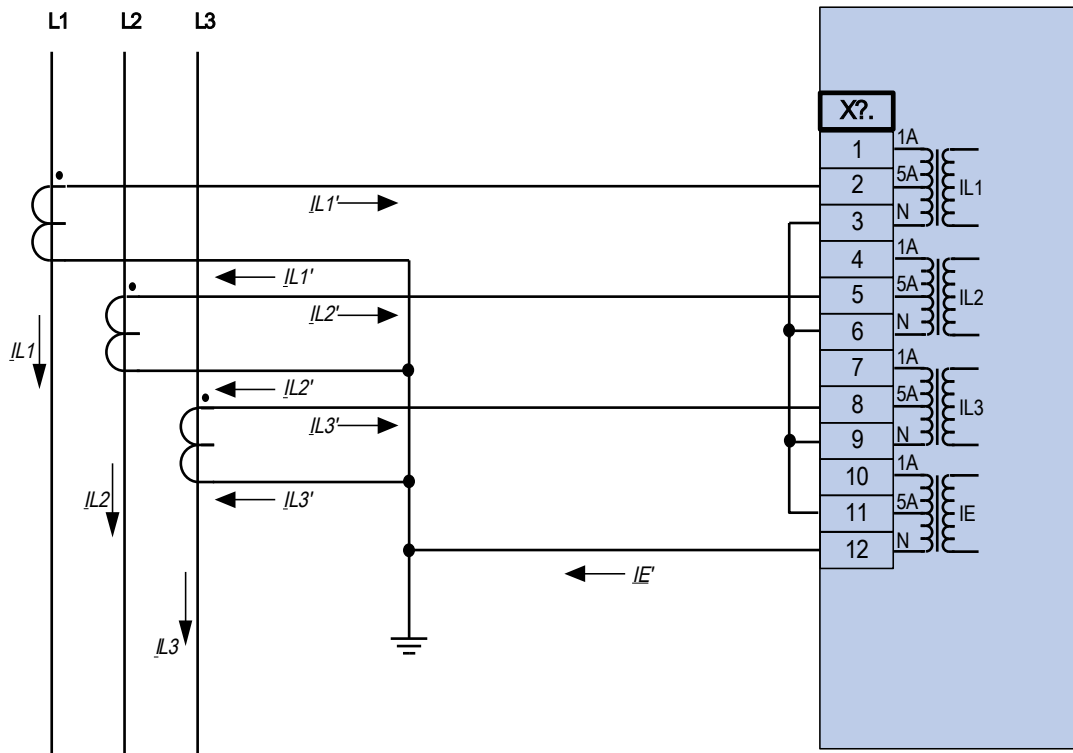 L1 L2 L3
X?.
1 1A
2 5A IL1
3 N
4 1A
5 5A IL2
6 N
7 1A
8 5A IL3
9 N
10 1A
11 5A IE
12 N
IL1'
IL1'
IL2'
IL1
IL2'
IL3'
IL2
IL3'
IE'
IL3